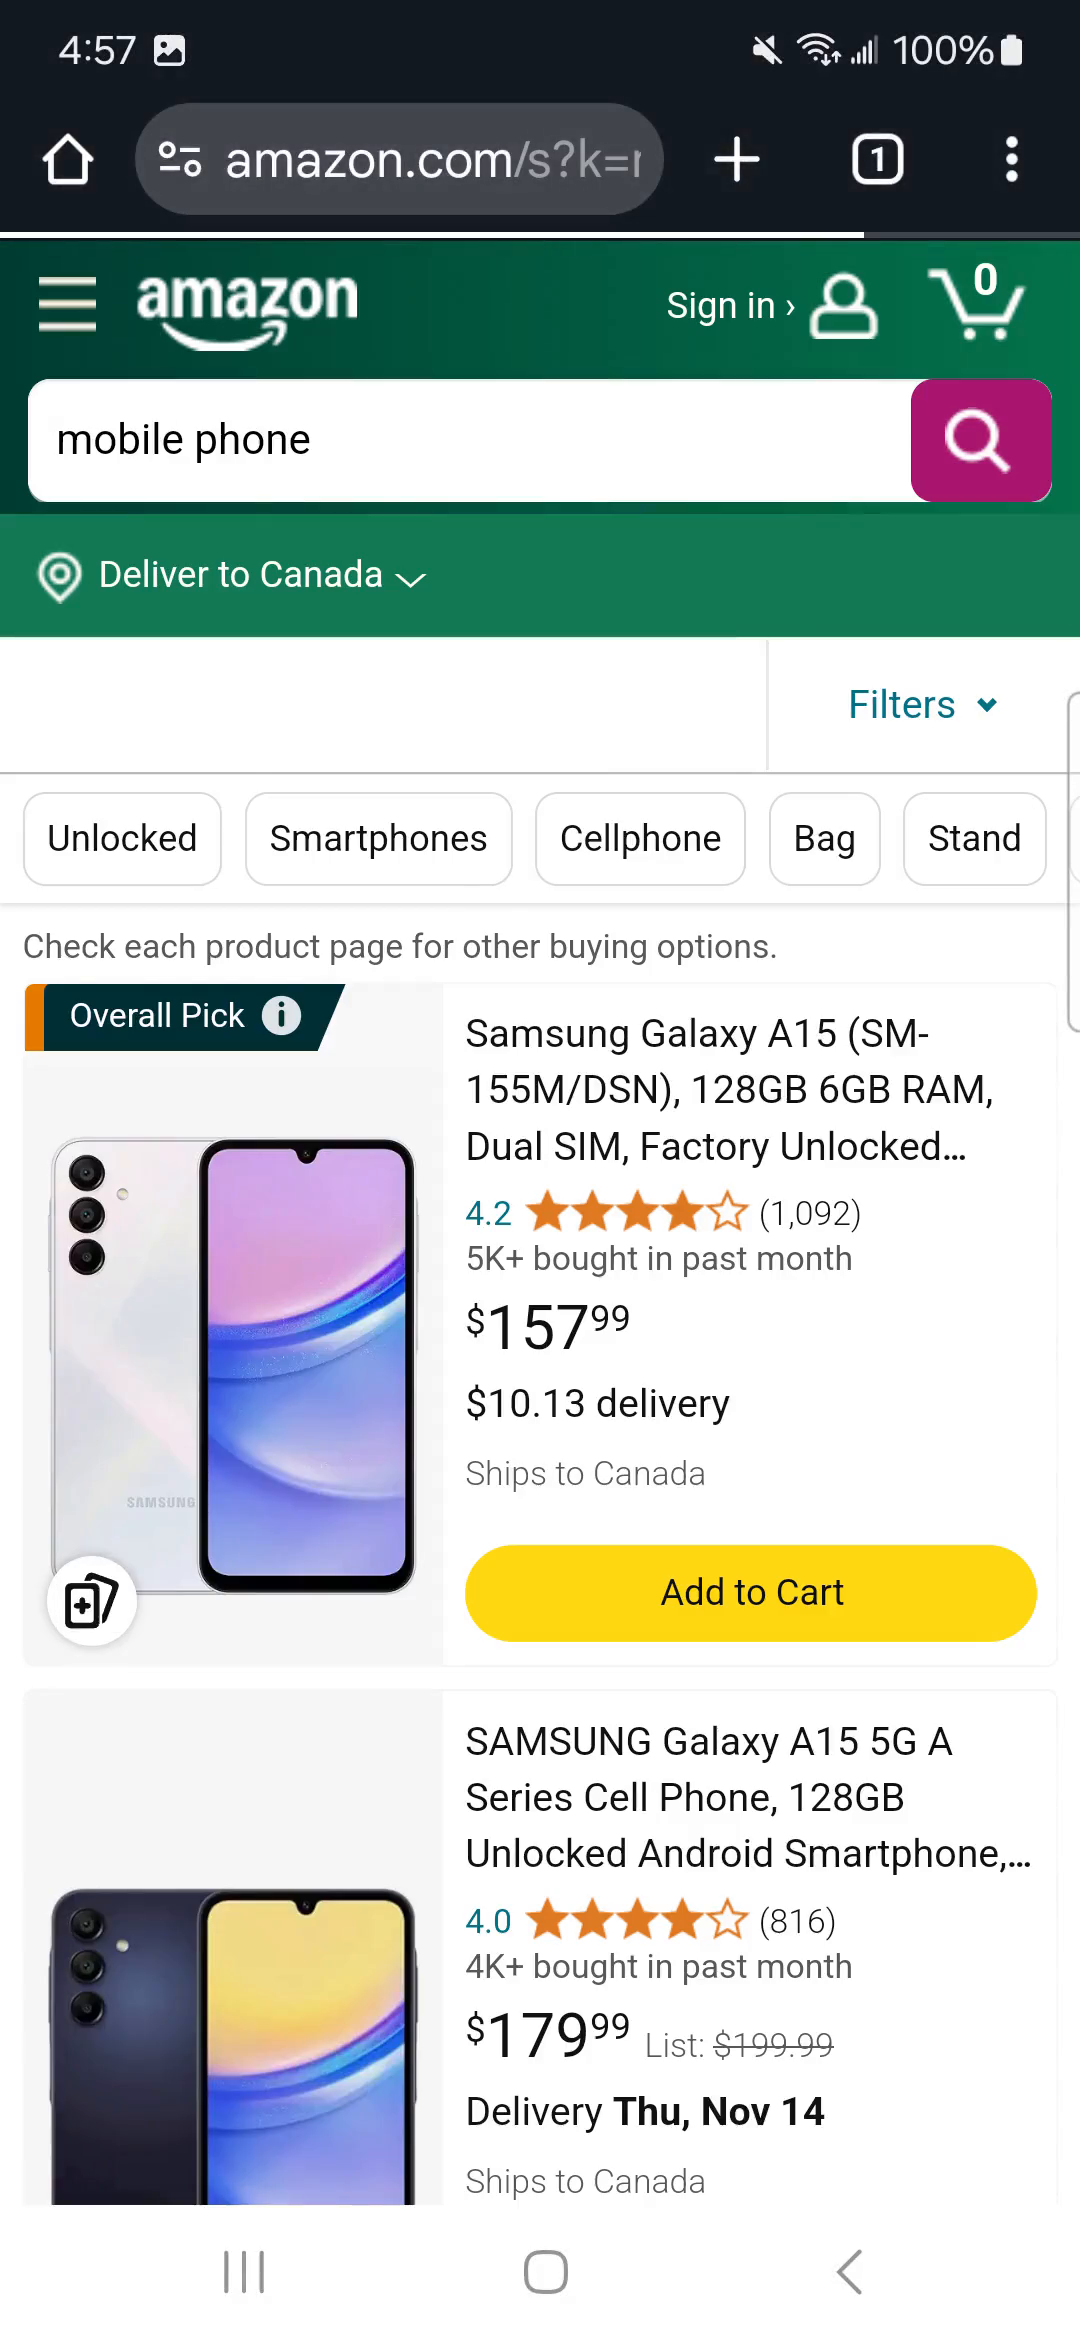 4:57 100%
amazon.com/s?k=r 1
amazon Sign in › 0
mobile phone
Deliver to Canada
Filters
Unlocked Smartphones Cellphone Bag Stand
Check each product page for other buying options.
Overall Pick
Samsung Galaxy A15 (SM-
155M/DSN), 128GB 6GB RAM,
Dual SIM, Factory Unlocked...
4.2 (1,092)
5K+ bought in past month
$157.99
$10.13 delivery
Ships to Canada
SAMSUNG
Add to Cart
SAMSUNG Galaxy A15 5G A
Series Cell Phone, 128GB
Unlocked Android Smartphone,...
4.0 (816)
4K+ bought in past month
$179.99 List: $199.99
Delivery Thu, Nov 14
Ships to Canada